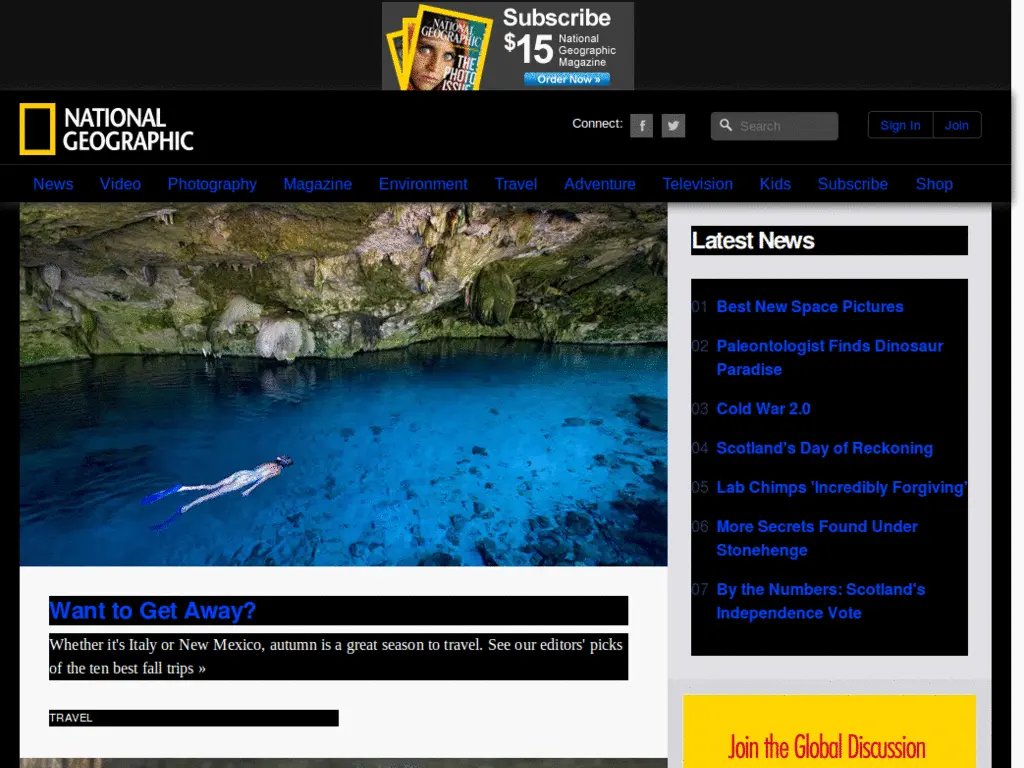 Subscribe
$15 National Geographic Magazine
Order Now »
NATIONAL GEOGRAPHIC
THE PHOTO ISSUE
NATIONAL GEOGRAPHIC
Connect:
Search
Sign In
Join
News Video Photography Magazine Environment Travel Adventure Television Kids Subscribe Shop
Want to Get Away?
Whether it's Italy or New Mexico, autumn is a great season to travel. See our editors' picks
of the ten best fall trips »
TRAVEL
Latest News
01 Best New Space Pictures
02 Paleontologist Finds Dinosaur
Paradise
03 Cold War 2.0
04 Scotland's Day of Reckoning
05 Lab Chimps 'Incredibly Forgiving'
06 More Secrets Found Under
Stonehenge
07 By the Numbers: Scotland's
Independence Vote
Join the Global Discussion